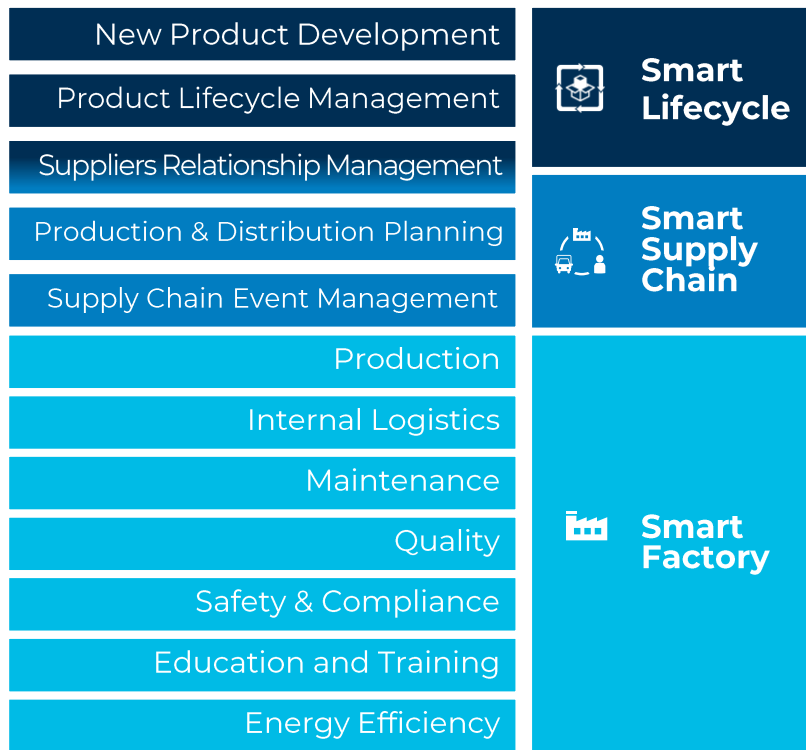 New Product Development
Product Lifecycle Management
Suppliers Relationship Management
Production & Distribution Planning
Supply Chain Event Management
Production
Internal Logistics
Maintenance
Quality
Safety & Compliance
Education and Training
Energy Efficiency
Smart
Lifecycle
Smart
Supply
Chain
Smart
Factory